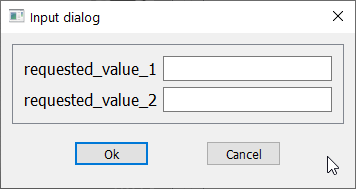 Input dialog
requested_value_1
requested_value_2
Ok Cancel